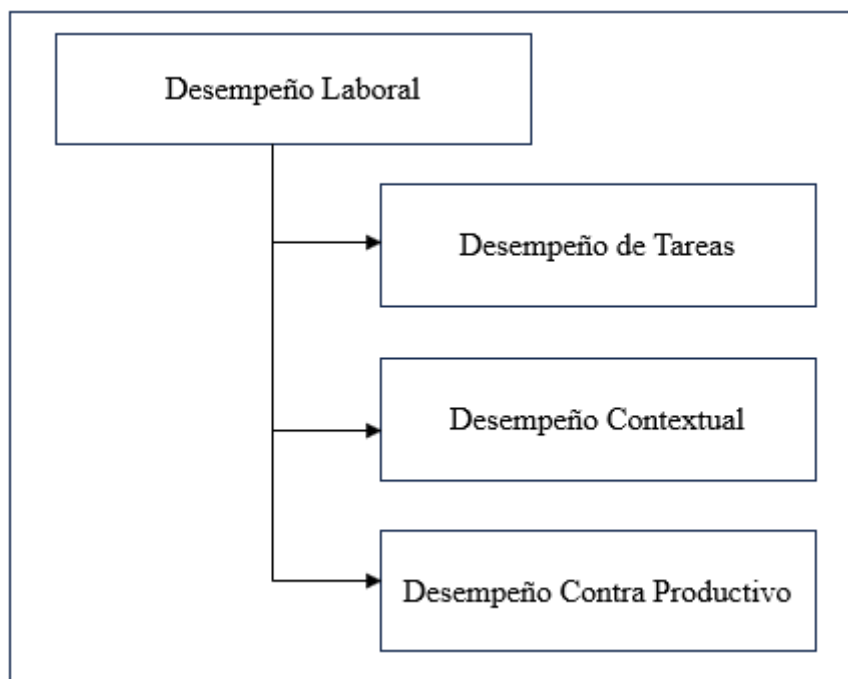 Desempeño Laboral
Desempeño de Tareas
Desempeño Contextual
Desempeño Contra Productivo